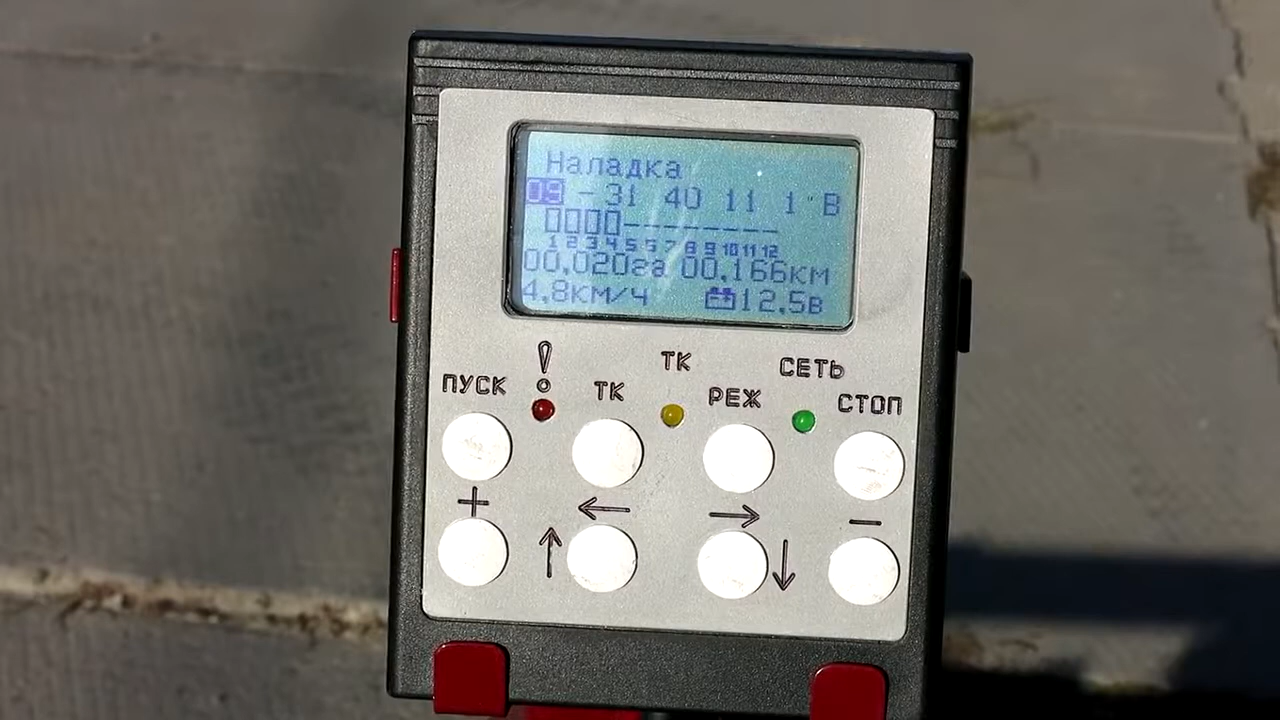 Наладка
09 - 31 40 11 1 В
1 2 3 4 5 6 7 8 9 10 11 12
00,020га 00,166км
4,8км/ч 12,5в
ПУСК
!
ТК
ТК
РЕЖ
СЕТЬ
СТОП
+ ← → −
↑ ↓